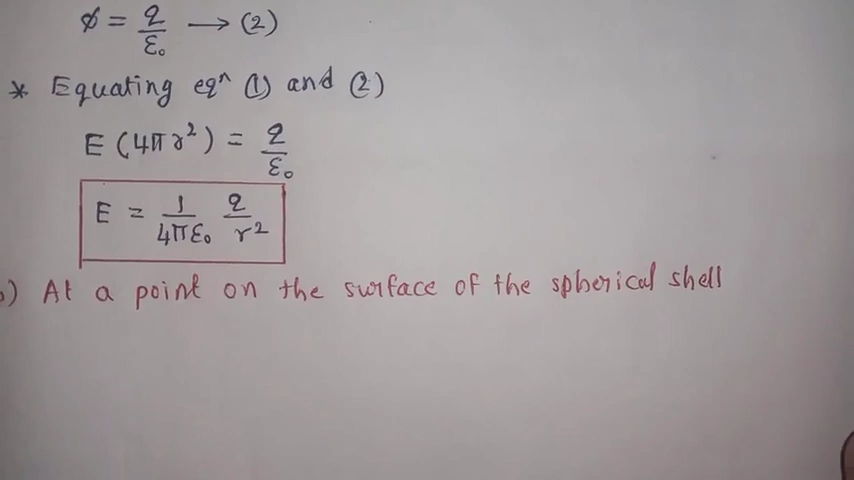 φ = q/ε₀ → (2)
* Equating eqⁿ (1) and (2)
E (4πr²) = q/ε₀
E = 1/4πε₀ q/r²
) At a point on the surface of the spherical shell